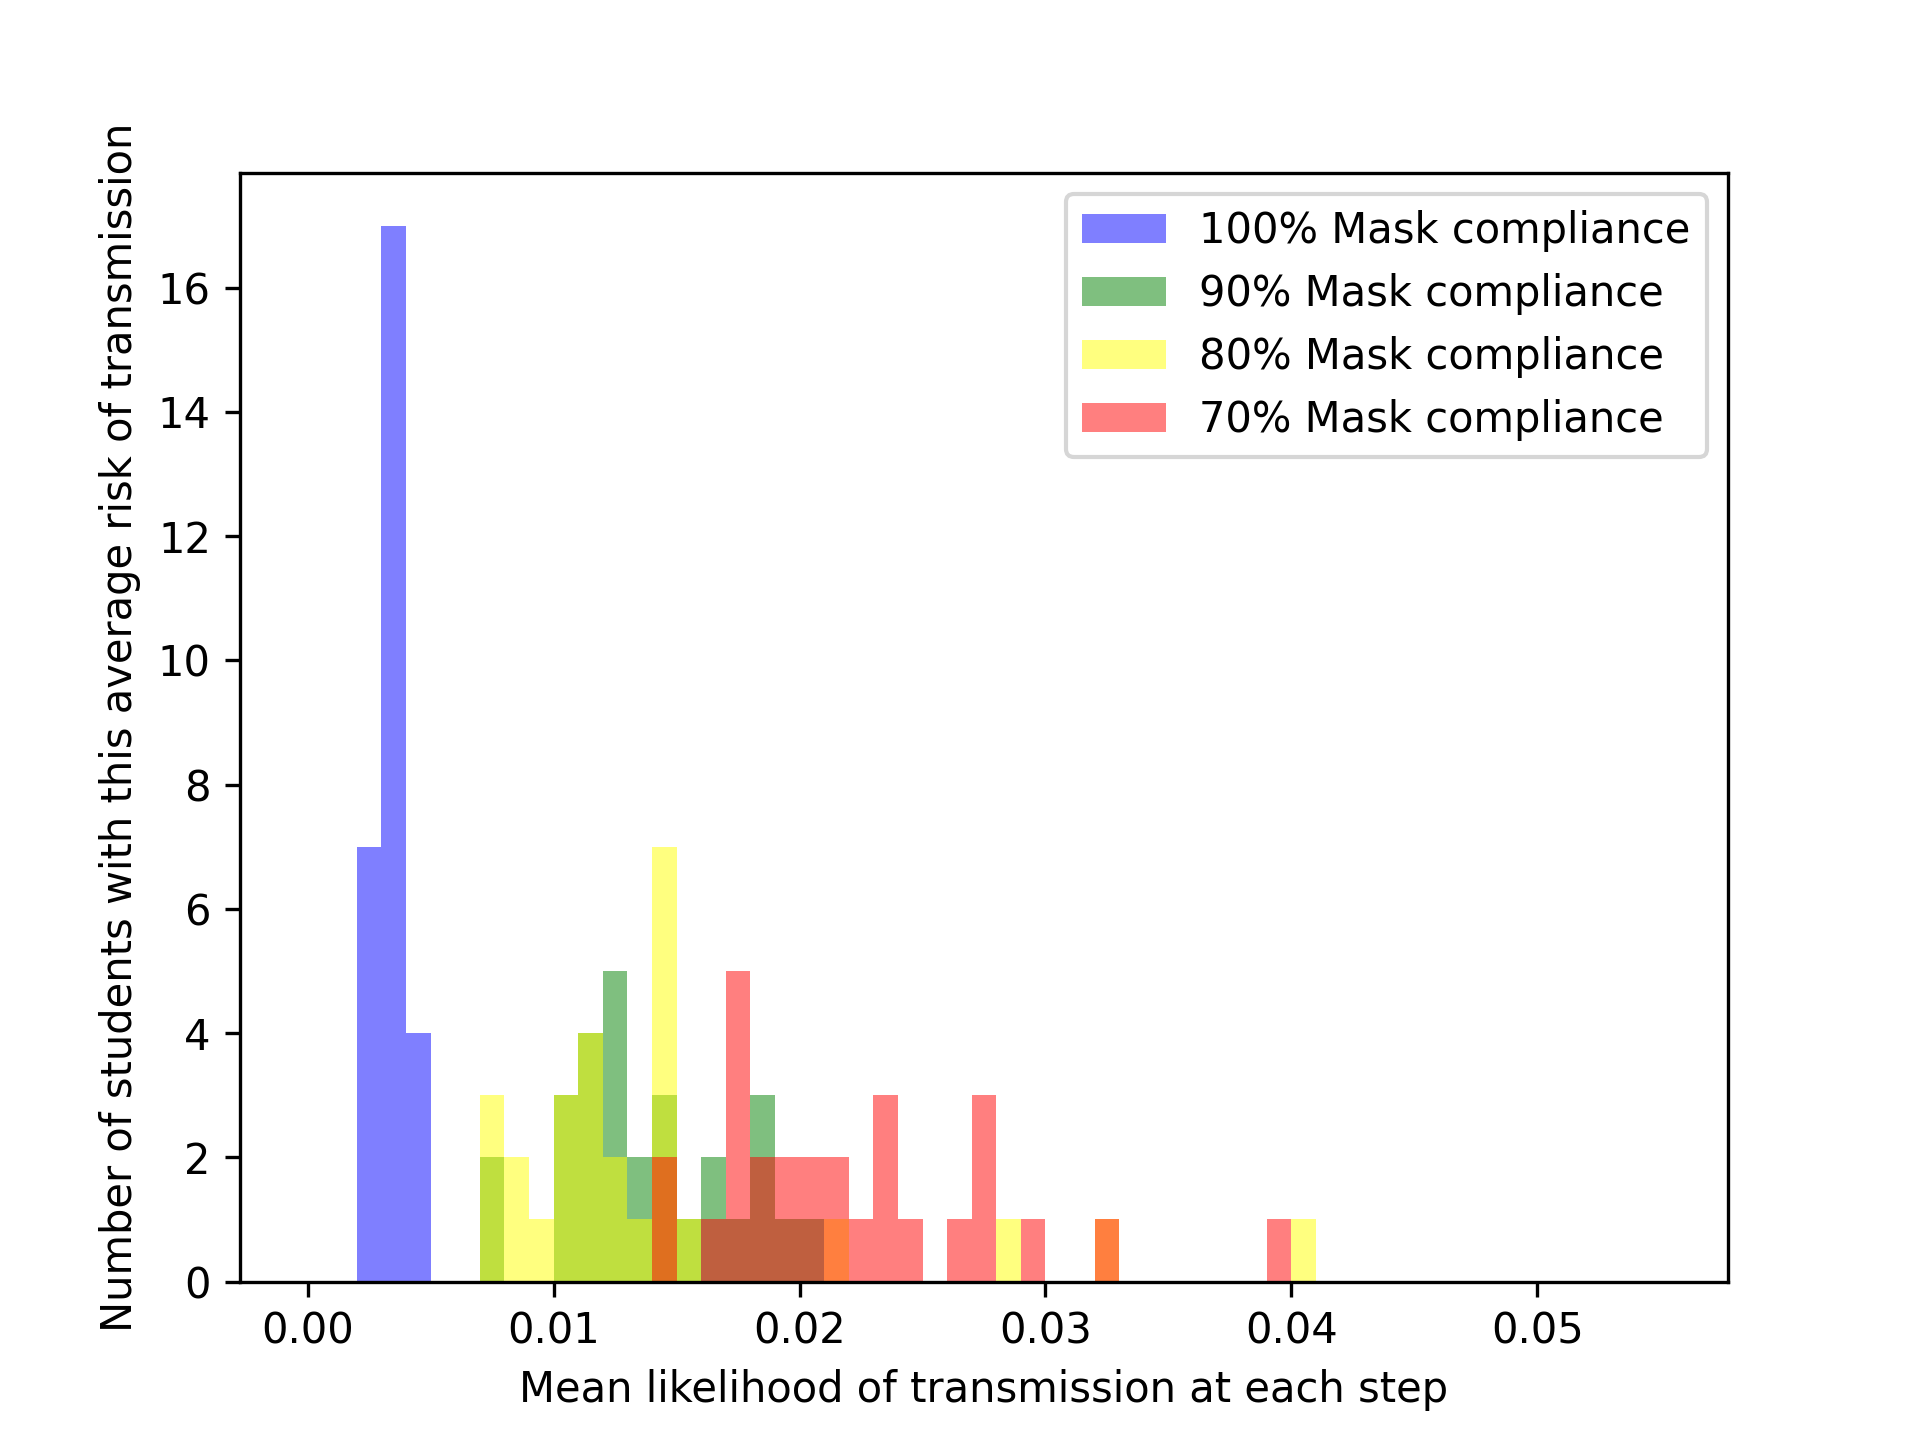 Number of students with this average risk of transmission
16
14
12
10
8
6
4
2
0
100% Mask compliance
90% Mask compliance
80% Mask compliance
70% Mask compliance
0.00 0.01 0.02 0.03 0.04 0.05
Mean likelihood of transmission at each step